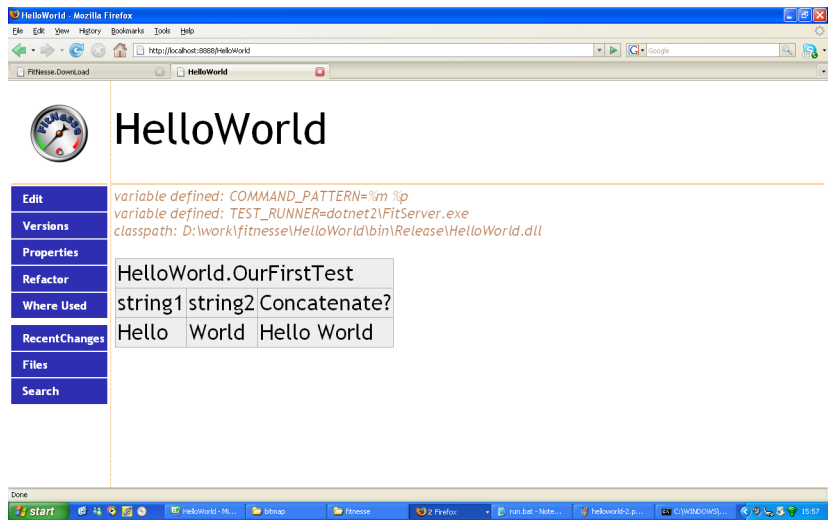 HelloWorld - Mozilla Firefox
File Edit View History Bookmarks Tools Help
http://localhost:8888/HelloWorld
Google
FitNesse.DownLoad
HelloWorld
FitNesse
HelloWorld
Edit
Versions
Properties
Refactor
Where Used
RecentChanges
Files
Search
variable defined: COMMAND_PATTERN=%m %p
variable defined: TEST_RUNNER=dotnet2\FitServer.exe
classpath: D:\work\fitnesse\HelloWorld\bin\Release\HelloWorld.dll
HelloWorld.OurFirstTest
string1 string2 Concatenate?
Hello World Hello World
Done
start HelloWorld - Mi... bitmap fitnesse 2 Firefox run.bat - Note... helloworld-2.p... C:\WINDOWS\... 15:57